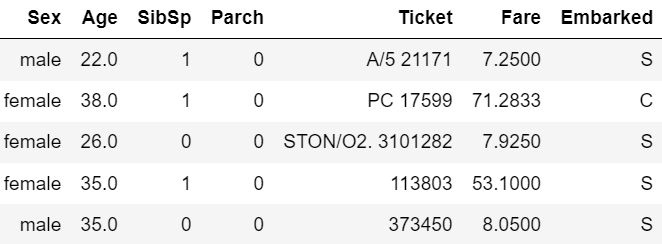 Sex Age SibSp Parch Ticket Fare Embarked
male 22.0 1 0 A/5 21171 7.2500 S
female 38.0 1 0 PC 17599 71.2833 C
female 26.0 0 0 STON/O2. 3101282 7.9250 S
female 35.0 1 0 113803 53.1000 S
male 35.0 0 0 373450 8.0500 S